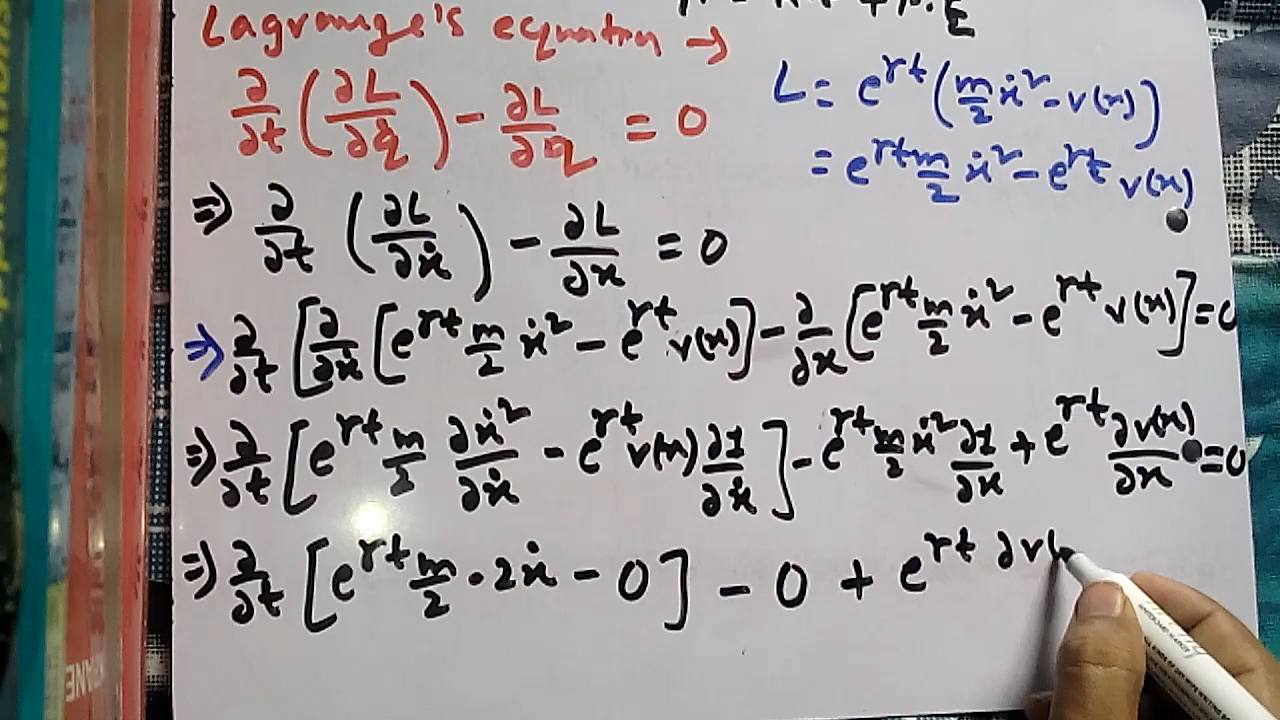 Lagrange's equation →
∂/∂t (∂L/∂q̇) - ∂L/∂q = 0
L = e^rt (m/2 ẋ² - v(x))
= e^rt m/2 ẋ² - e^rt v(x)
⇒ ∂/∂t (∂L/∂ẋ) - ∂L/∂x = 0
⇒ ∂/∂t [∂/∂ẋ [e^rt m/2 ẋ² - e^rt v(x)] - ∂/∂x [e^rt m/2 ẋ² - e^rt v(x)] = 0
⇒ ∂/∂t [e^rt m/2 ∂ẋ²/∂ẋ - e^rt v(x) ∂1/∂ẋ] - e^rt m/2 ẋ² ∂1/∂x + e^rt ∂v(x)/∂x = 0
⇒ ∂/∂t [e^rt m/2 · 2ẋ - 0] - 0 + e^rt ∂v(